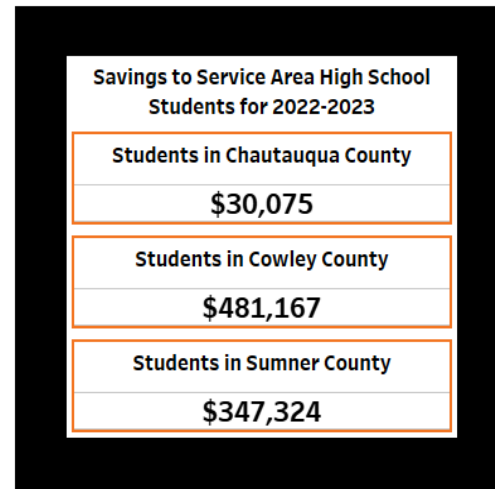 Savings to Service Area High School
Students for 2022-2023
Students in Chautauqua County
$30,075
Students in Cowley County
$481,167
Students in Sumner County
$347,324